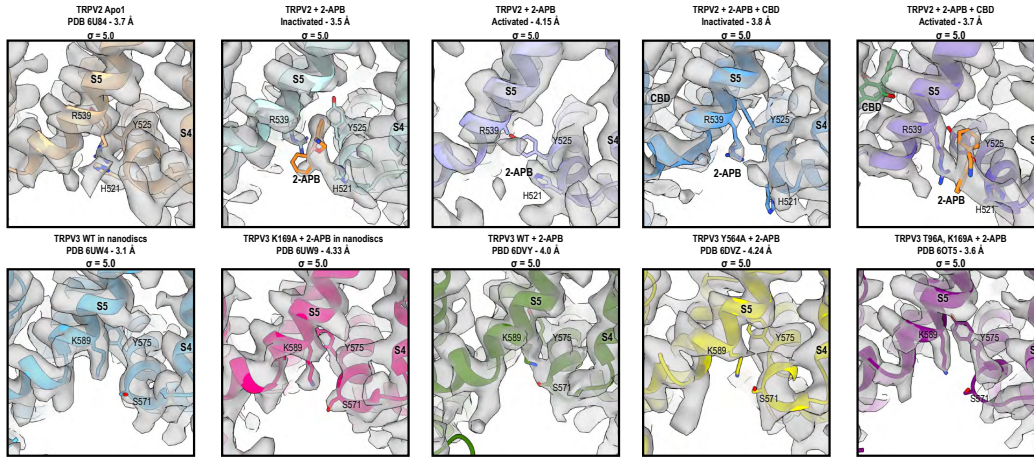 TRPV2 Apo1
PDB 6U84 - 3.7 Å
σ = 5.0
S5
R539
Y525
S4
H521
TRPV2 + 2-APB
Inactivated - 3.5 Å
σ = 5.0
S5
R539
Y525
S4
2-APB
H521
TRPV2 + 2-APB
Activated - 4.15 Å
σ = 5.0
S5
R539
Y525
S4
2-APB
H521
TRPV2 + 2-APB + CBD
Inactivated - 3.8 Å
σ = 5.0
CBD
S5
R539
Y525
S4
2-APB
H521
TRPV2 + 2-APB + CBD
Activated - 3.7 Å
σ = 5.0
CBD
S5
R539
Y525
2-APB
H521
TRPV3 WT in nanodiscs
PDB 6UW4 - 3.1 Å
σ = 5.0
S5
K589
Y575
S4
S571
TRPV3 K169A + 2-APB in nanodiscs
PDB 6UW9 - 4.33 Å
σ = 5.0
S5
K589
Y575
S4
S571
TRPV3 WT + 2-APB
PBD 6DVY - 4.0 Å
σ = 5.0
S5
K589
Y575
S4
S571
TRPV3 Y564A + 2-APB
PDB 6DVZ - 4.24 Å
σ = 5.0
S5
K589
Y575
S4
S571
TRPV3 T96A, K169A + 2-APB
PDB 6OT5 - 3.6 Å
σ = 5.0
S5
K589
Y575
S4
S571